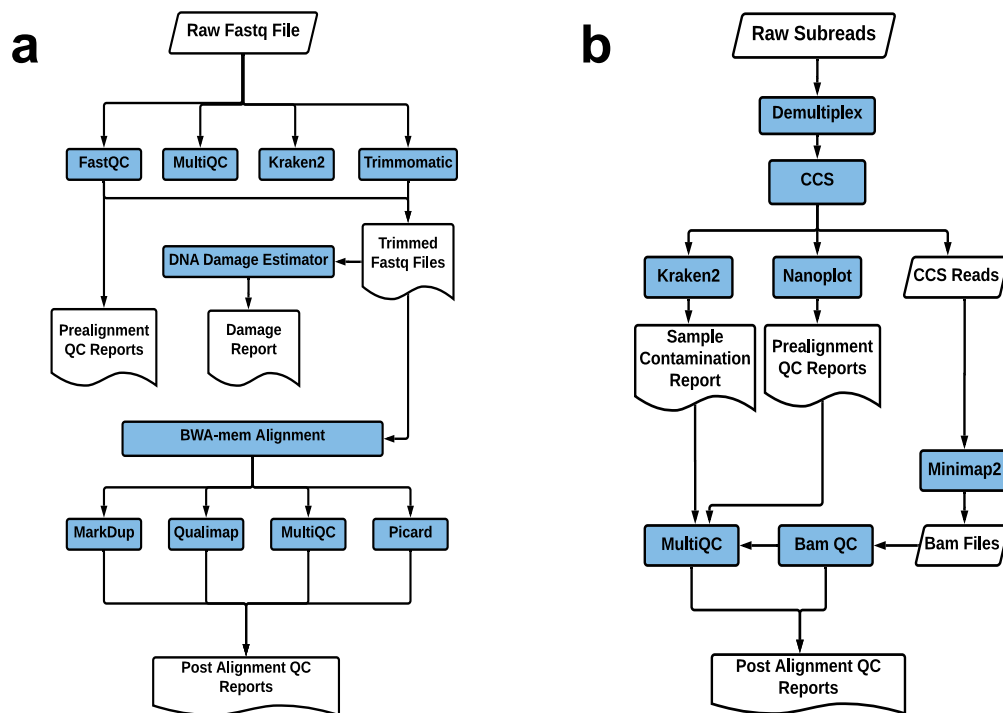 a
Raw Fastq File
FastQC
MultiQC
Kraken2
Trimmomatic
Trimmed
Fastq Files
DNA Damage Estimator
Prealignment
QC Reports
Damage
Report
BWA-mem Alignment
MarkDup
Qualimap
MultiQC
Picard
Post Alignment QC
Reports
b
Raw Subreads
Demultiplex
CCS
Kraken2
Nanoplot
CCS Reads
Sample
Contamination
Report
Prealignment
QC Reports
Minimap2
MultiQC
Bam QC
Bam Files
Post Alignment QC
Reports